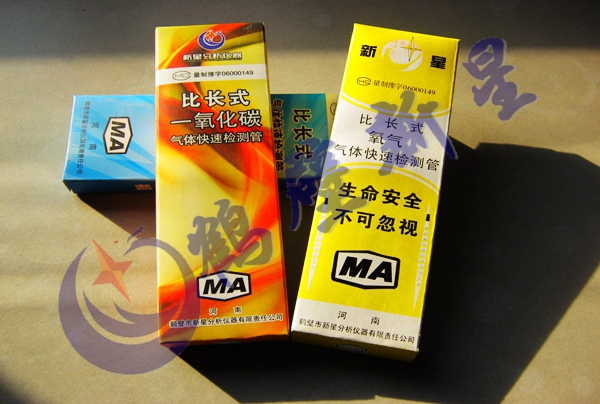 新星分析仪器
MC 量制豫字06000149
比长式
一氧化碳
气体快速检测管
MA
河 南
鹤壁市新星分析仪器有限责任公司
新 星
MC 量制豫字06000149
比长式
氧气
气体快速检测管
生命安全
不可忽视
MA
河 南
鹤壁市新星分析仪器有限责任公司
MA
河 南
比长式
鹤壁新星